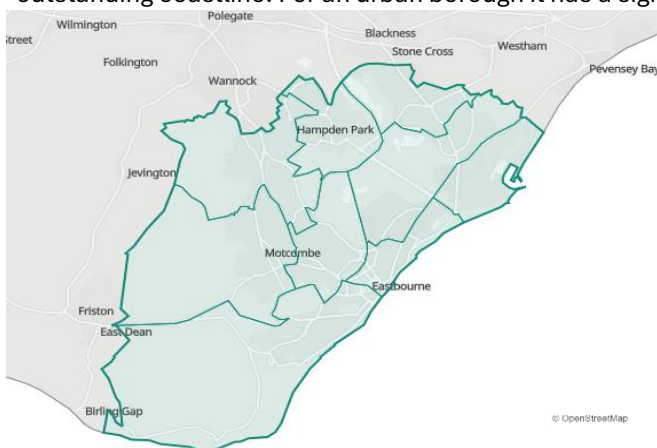 outstanding coastline. For an urban borough it has a sig
Wilmington
Polegate
Blackness
Street
Folkington
Stone Cross
Westham
Wannock
Pevensey Bay
Hampden Park
Jevington
Motcombe
Eastbourne
Friston
East Dean
Birling Gap
© OpenStreetMap